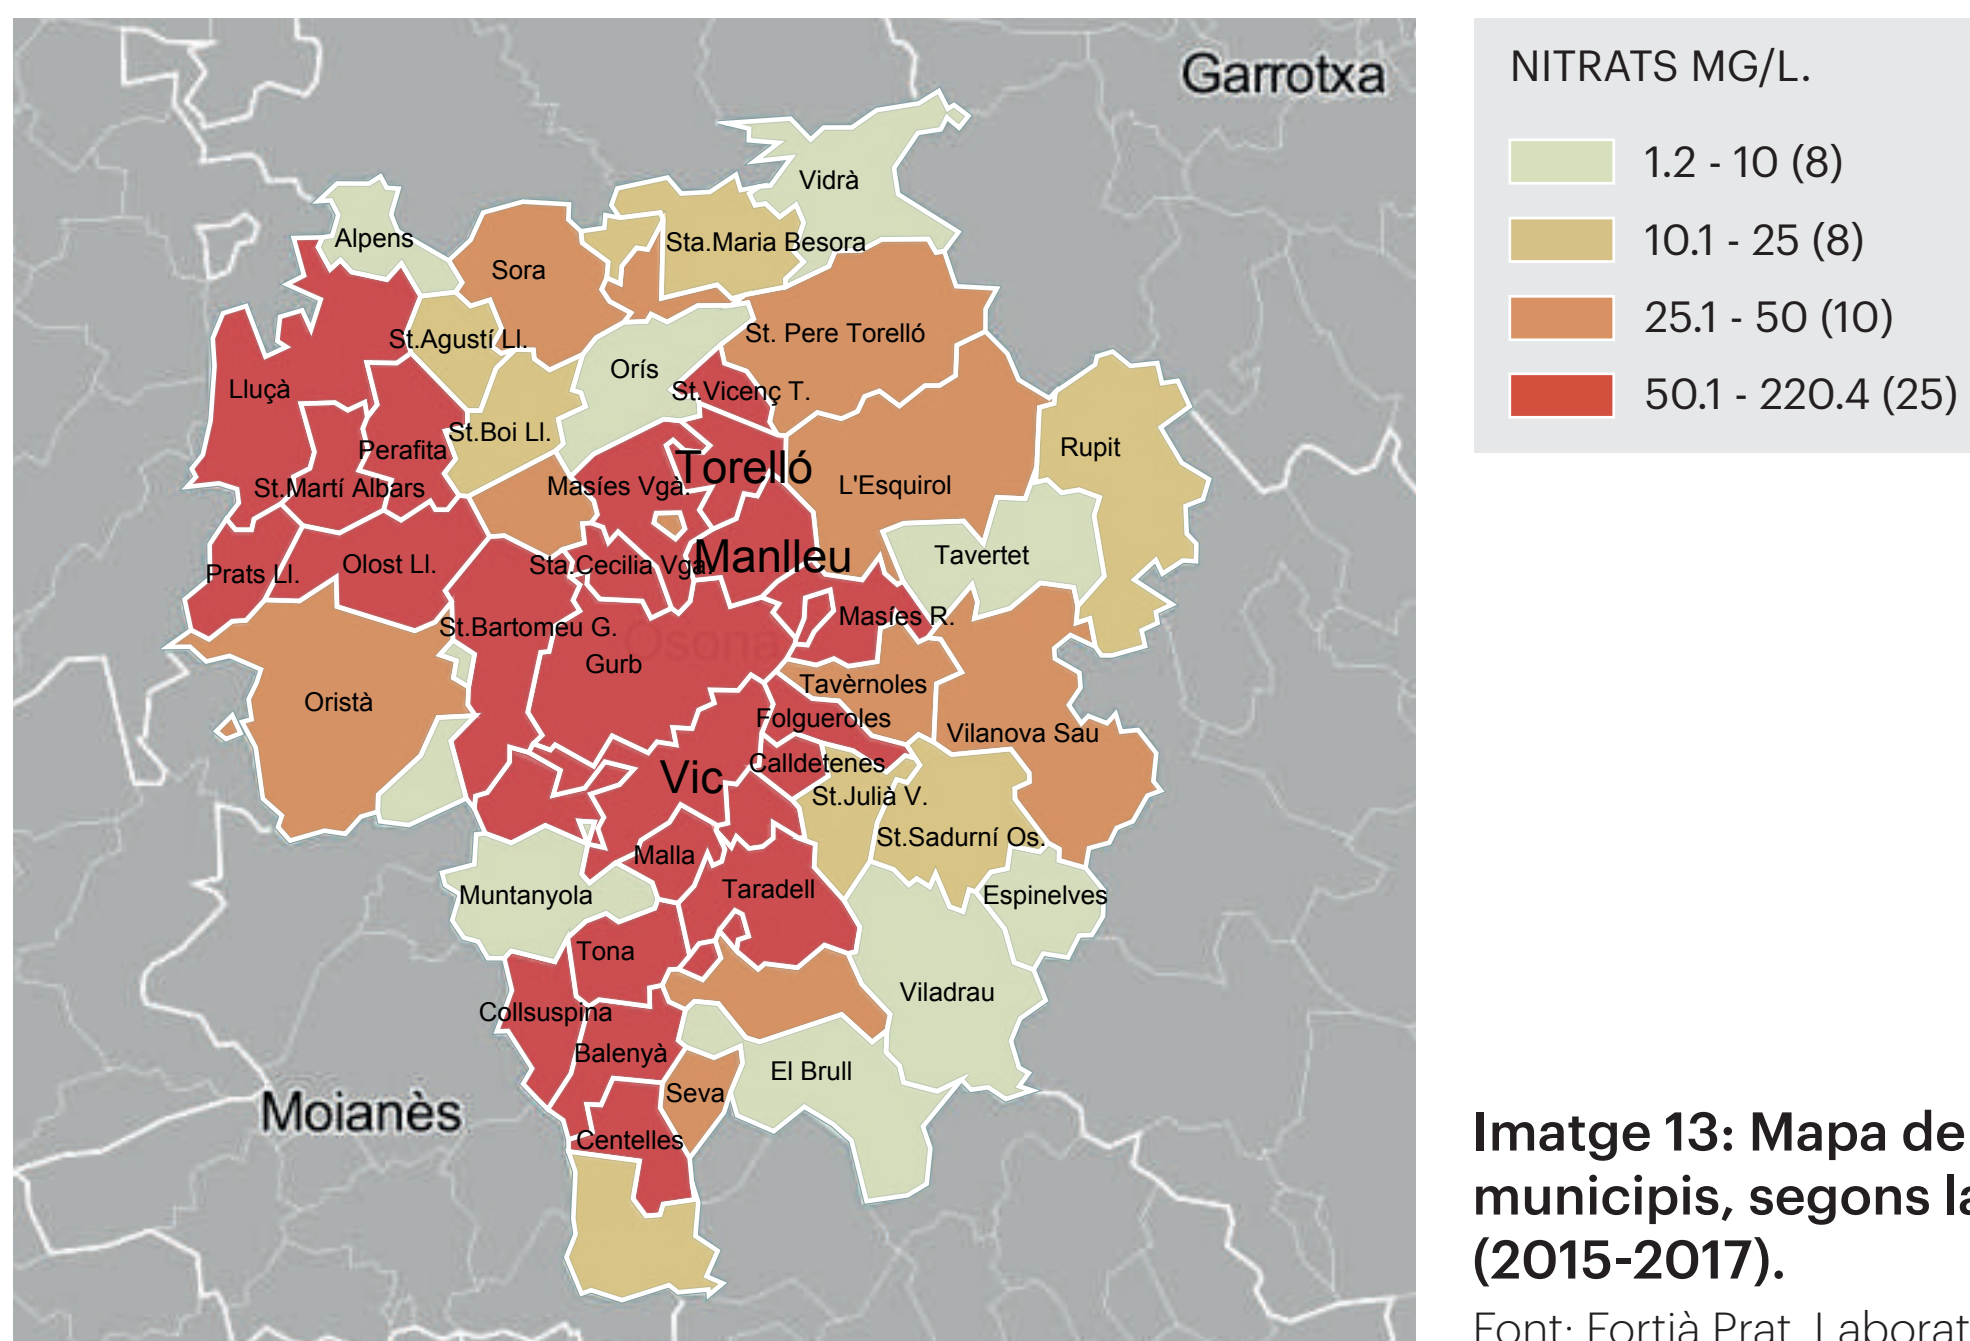 Garrotxa
Vidrà
Alpens
Sta.Maria Besora
Sora
St. Pere Torelló
St.Agustí Ll.
Orís
Lluçà
St.Vicenç T.
St.Boi Ll.
Perafita
Rupit
Torelló
St.Martí Albars
Masíes Vgà.
L'Esquirol
Manlleu
Tavertet
Olost Ll.
Sta.Cecilia Vgà.
Prats Ll.
Masíes R.
St.Bartomeu G.
Osona
Gurb
Tavèrnoles
Oristà
Folgueroles
Vilanova Sau
Calldetenes
Vic
St.Julià V.
St.Sadurní Os.
Malla
Taradell
Muntanyola
Espinelves
Tona
Viladrau
Collsuspina
Balenyà
El Brull
Seva
Moianès
Centelles
NITRATS MG/L.
1.2 - 10 (8)
10.1 - 25 (8)
25.1 - 50 (10)
50.1 - 220.4 (25)
Imatge 13: Mapa de
municipis, segons la
(2015-2017).
Font: Fortià Prat. Laborat